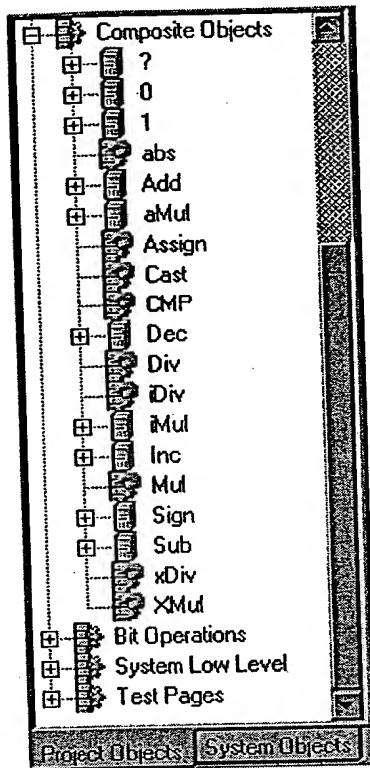 Composite Objects
?
0
1
abs
Add
aMul
Assign
Cast
CMP
Dec
Div
iDiv
iMul
Inc
Mul
Sign
Sub
xDiv
XMul
Bit Operations
System Low Level
Test Pages
Project Objects System Objects